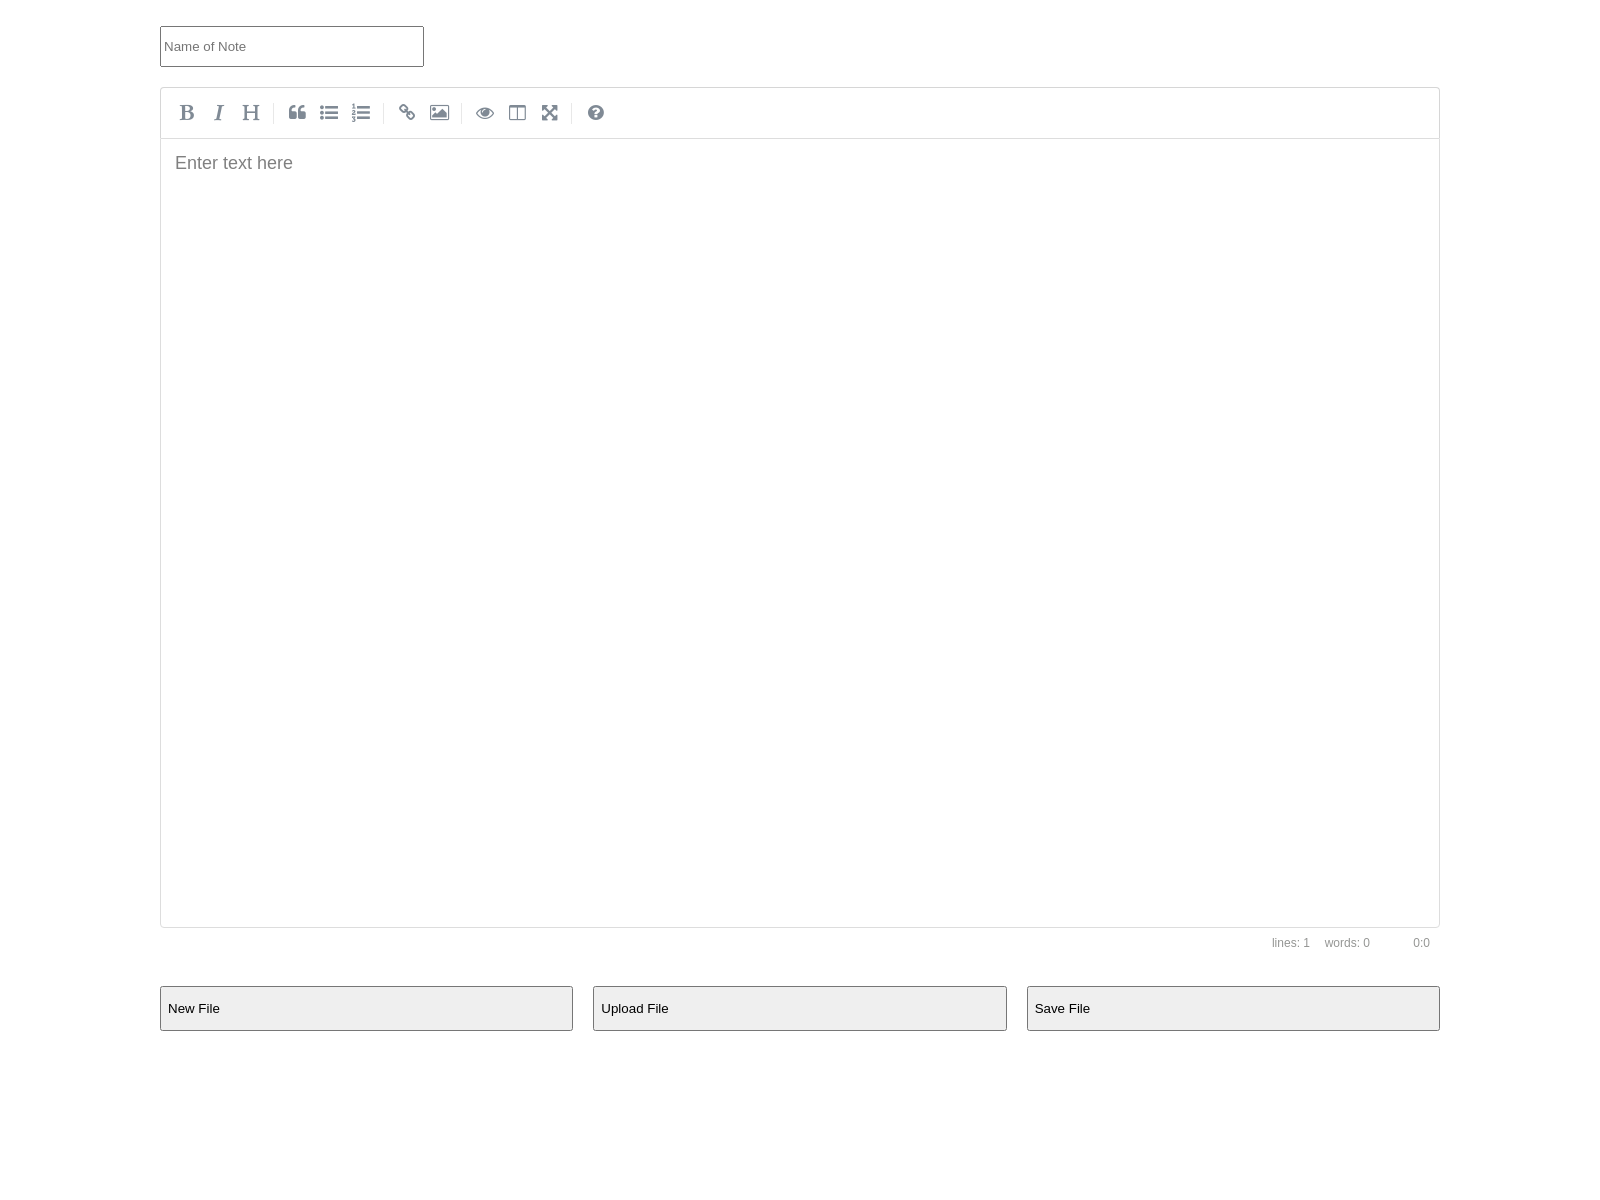 Name of Note
B I H
Enter text here
lines: 1 words: 0 0:0
New File Upload File Save File